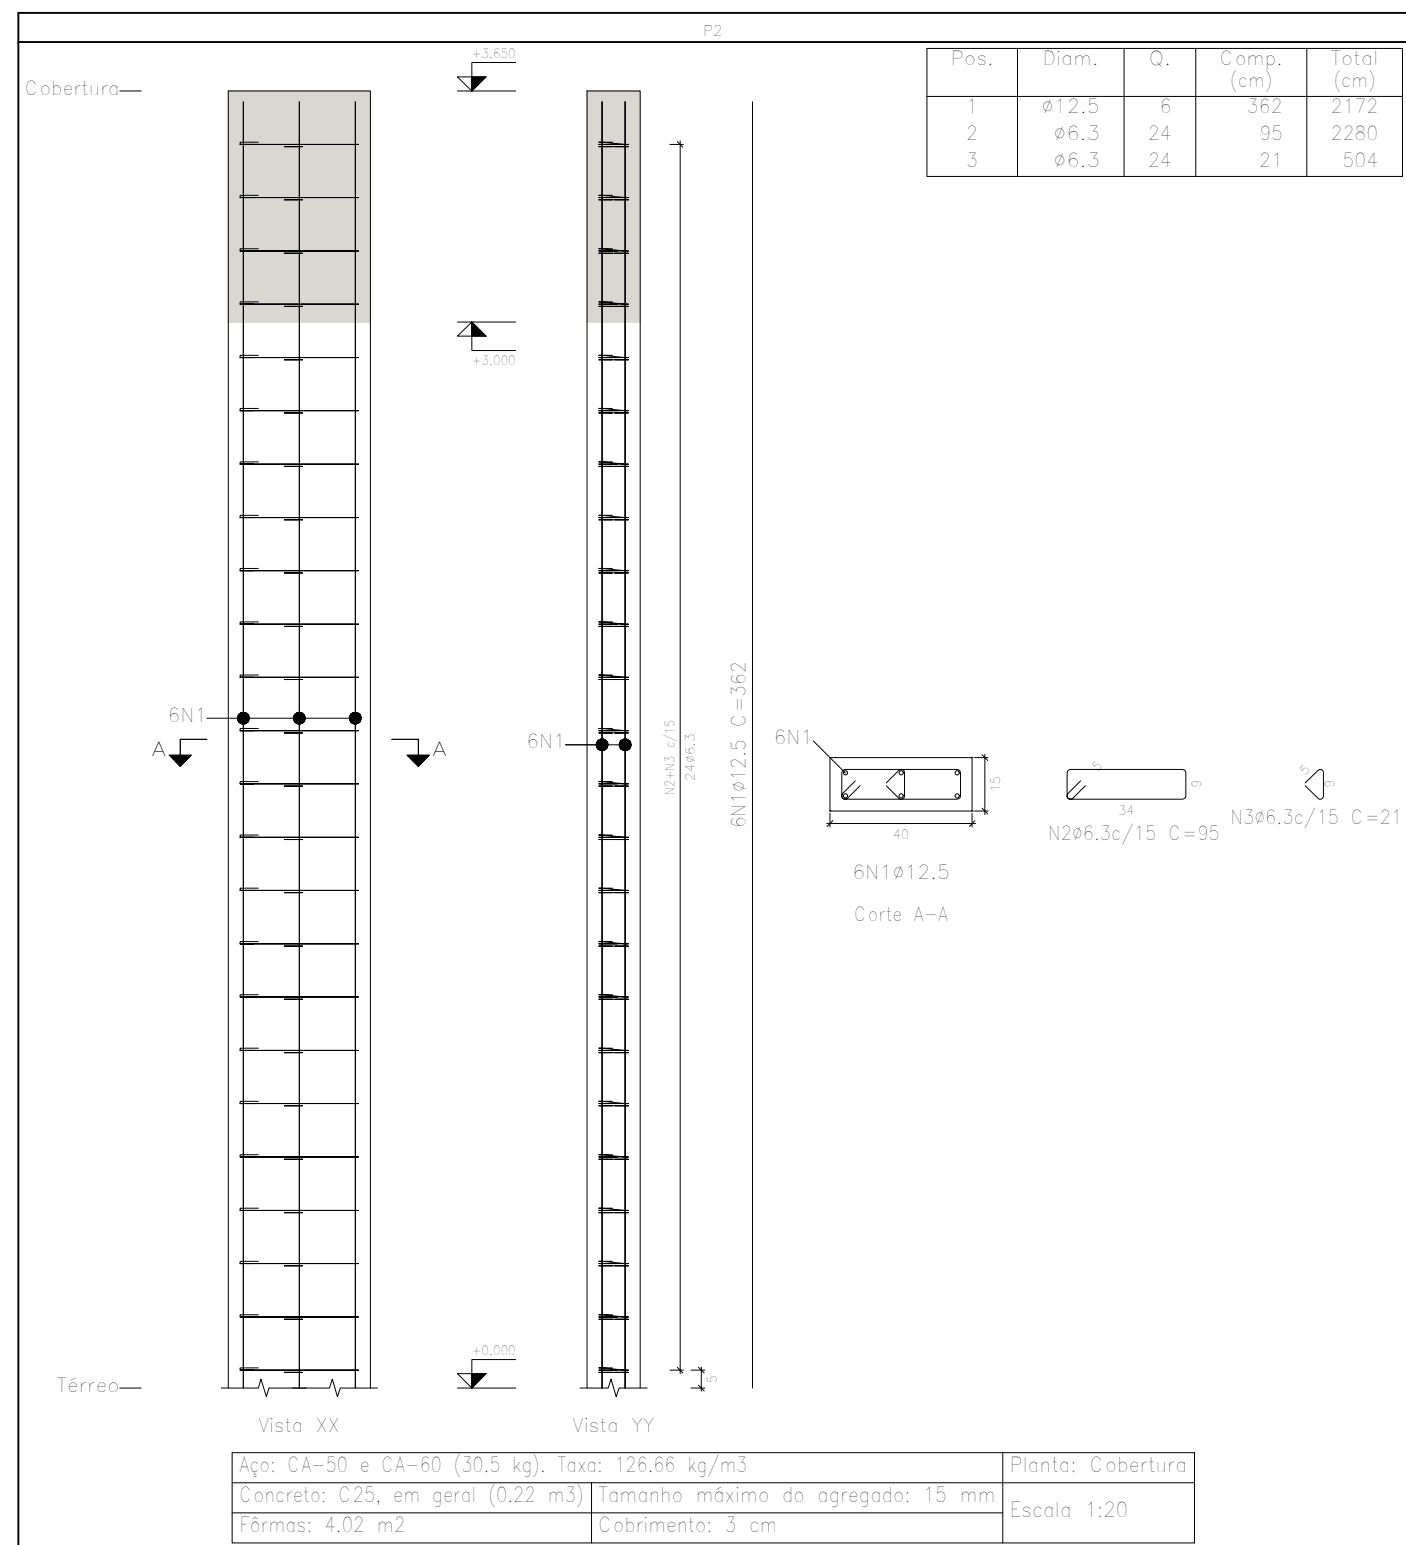 P2
Pos. Diam. Q. Comp. (cm) Total (cm)
1 ø12.5 6 362 2172
2 ø6.3 24 95 2280
3 ø6.3 24 21 504
+3.650
Cobertura
+3.000
6N1
A A
6N1
N2+N3 c/15
24ø6.3
6N1ø12.5 C=362
6N1
15
40
6N1ø12.5
Corte A-A
5
9
34
N2ø6.3c/15 C=95
5
9
N3ø6.3c/15 C=21
+0.000
5
Térreo
Vista XX
Vista YY
Aço: CA-50 e CA-60 (30.5 kg). Taxa: 126.66 kg/m3
Planta: Cobertura
Concreto: C25, em geral (0.22 m3)
Tamanho máximo do agregado: 15 mm
Escala 1:20
Fôrmas: 4.02 m2
Cobrimento: 3 cm